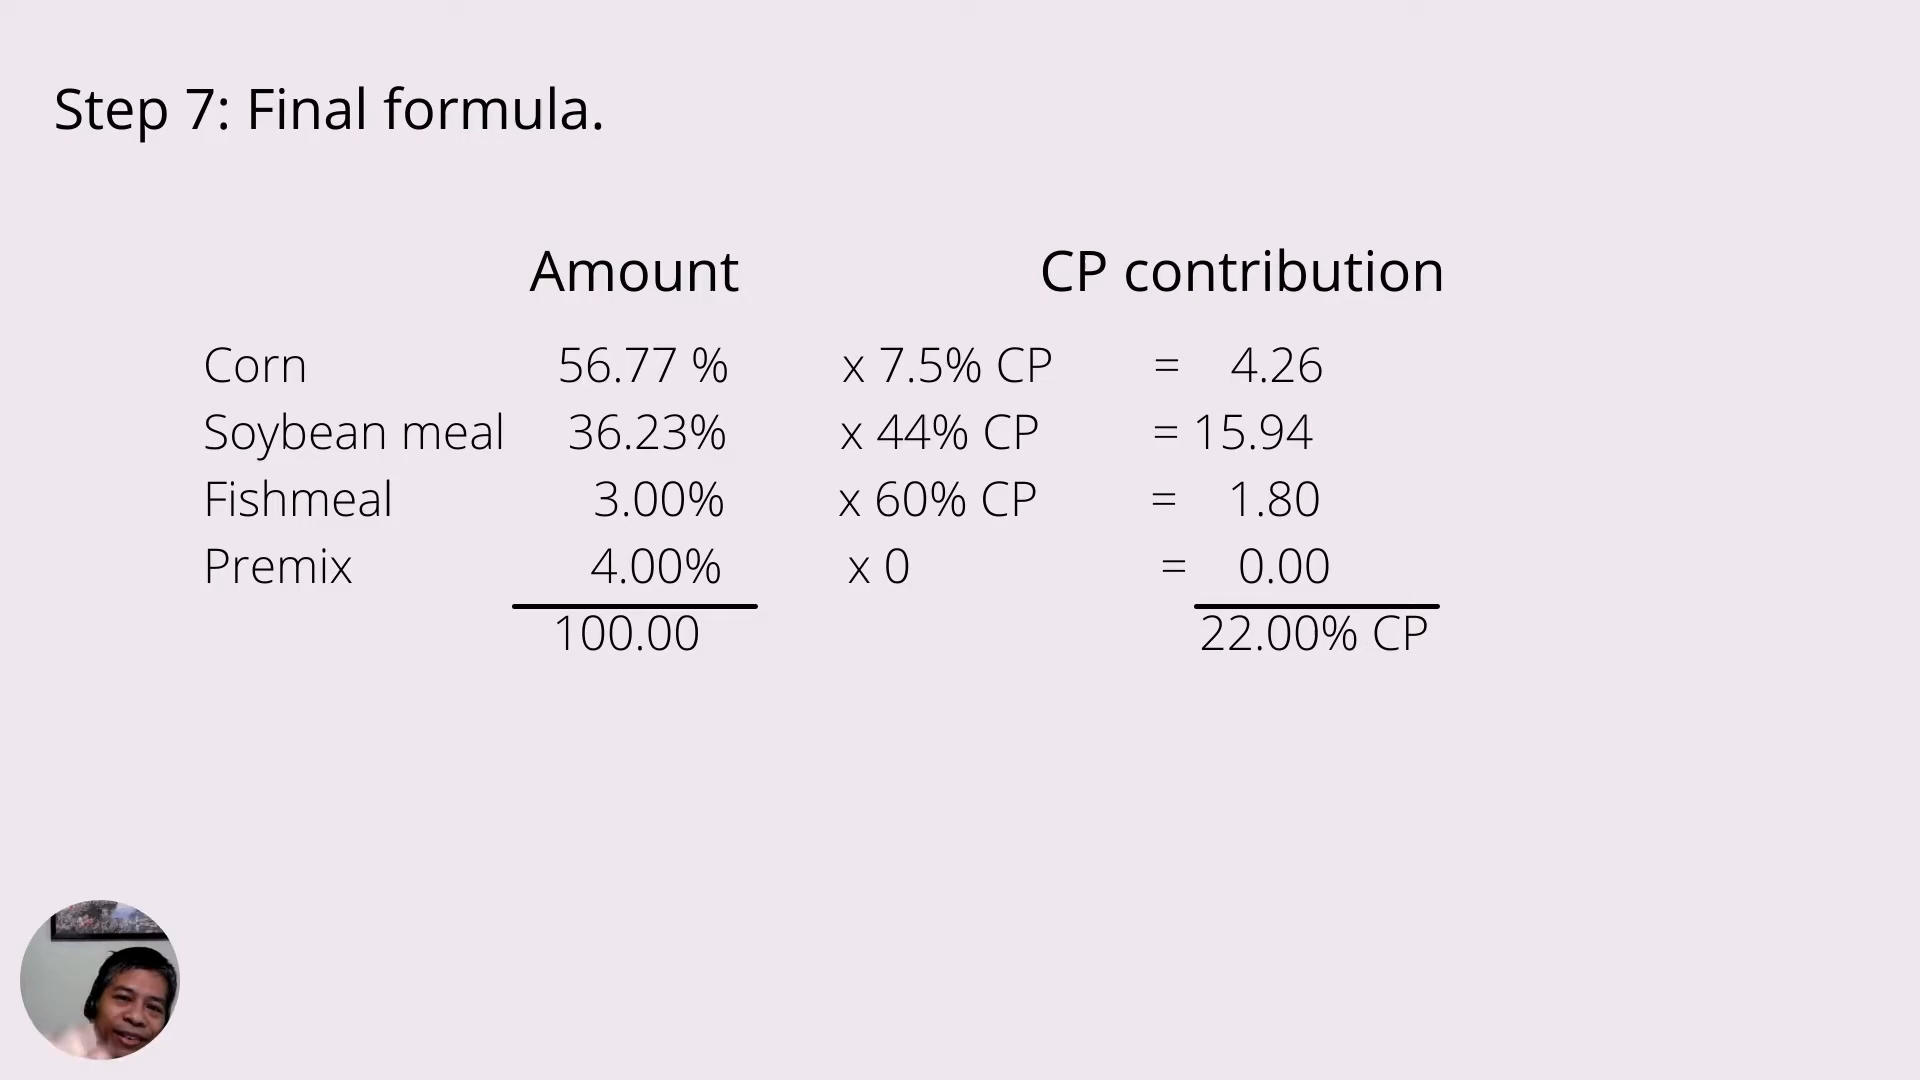 Step 7: Final formula.
Amount CP contribution
Corn 56.77 % x 7.5% CP = 4.26
Soybean meal 36.23% x 44% CP = 15.94
Fishmeal 3.00% x 60% CP = 1.80
Premix 4.00% x 0 = 0.00
100.00 22.00% CP